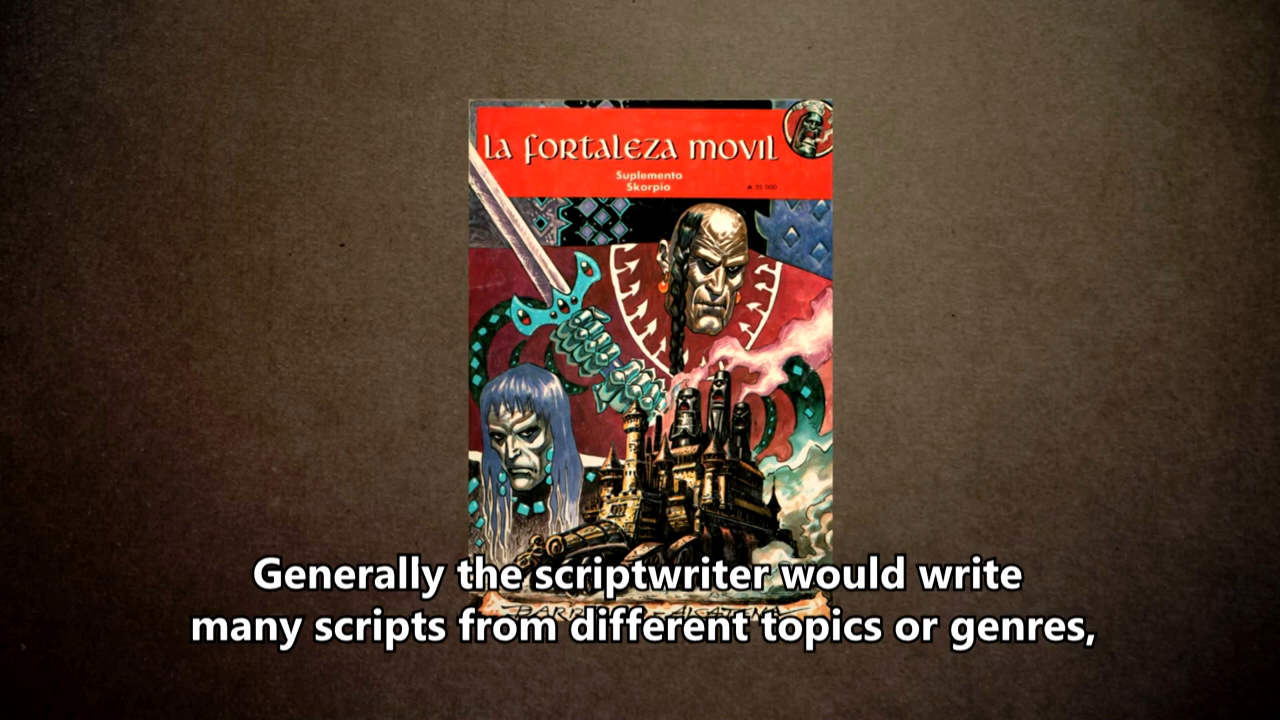 la fortaleza movil
Suplemento
Skorpio
Generally the scriptwriter would write
many scripts from different topics or genres,